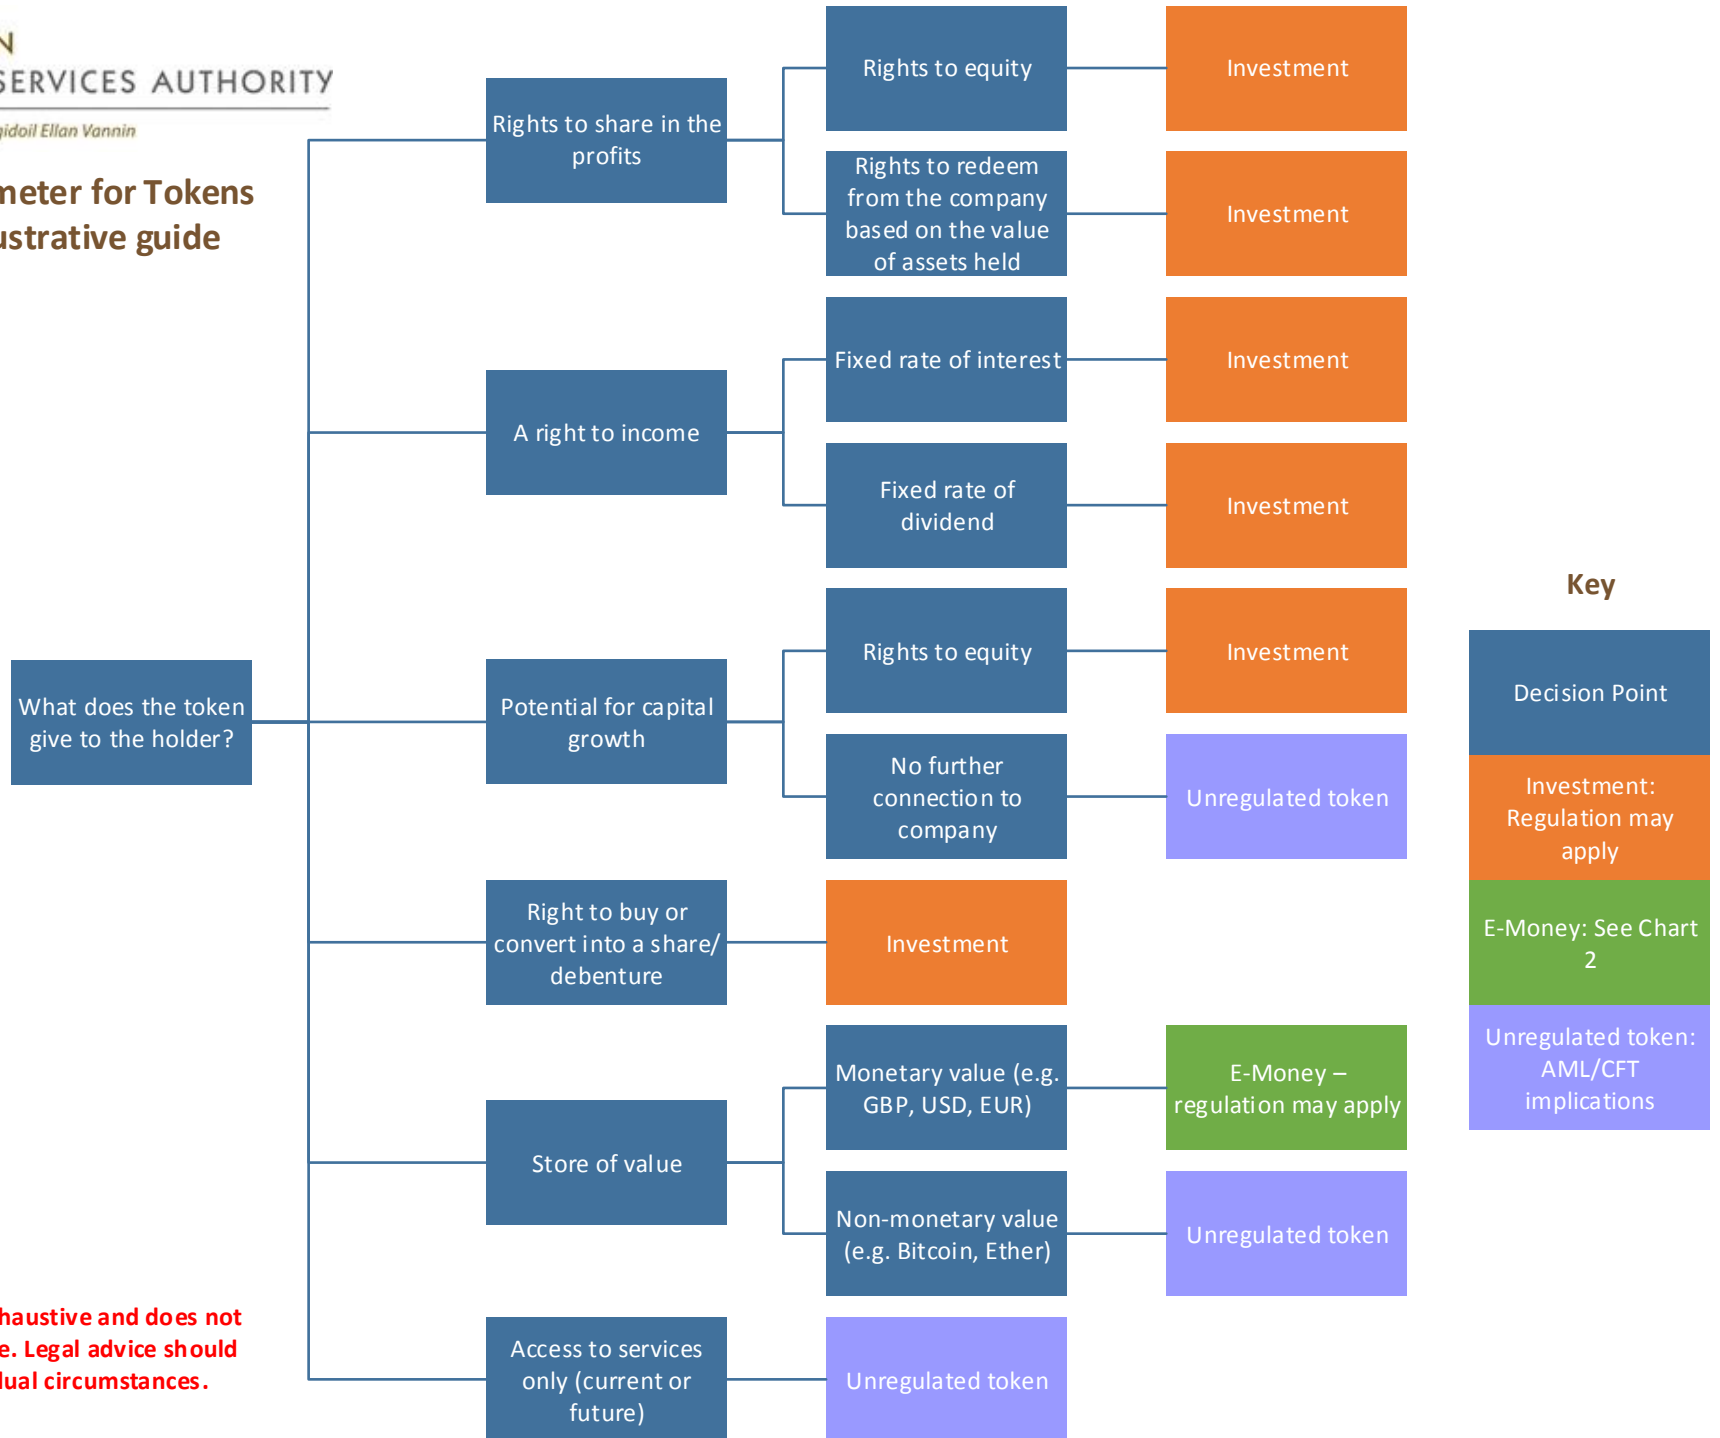 N
SERVICES AUTHORITY
gidoil Ellan Vannin
meter for Tokens
ustrative guide
What does the token
give to the holder?
Rights to share in the
profits
Rights to equity
Investment
Rights to redeem
from the company
based on the value
of assets held
Investment
A right to income
Fixed rate of interest
Investment
Fixed rate of
dividend
Investment
Potential for capital
growth
Rights to equity
Investment
No further
connection to
company
Unregulated token
Right to buy or
convert into a share/
debenture
Investment
Store of value
Monetary value (e.g.
GBP, USD, EUR)
E-Money –
regulation may apply
Non-monetary value
(e.g. Bitcoin, Ether)
Unregulated token
Access to services
only (current or
future)
Unregulated token
Key
Decision Point
Investment:
Regulation may
apply
E-Money: See Chart
2
Unregulated token:
AML/CFT
implications
haustive and does not
e. Legal advice should
dual circumstances.